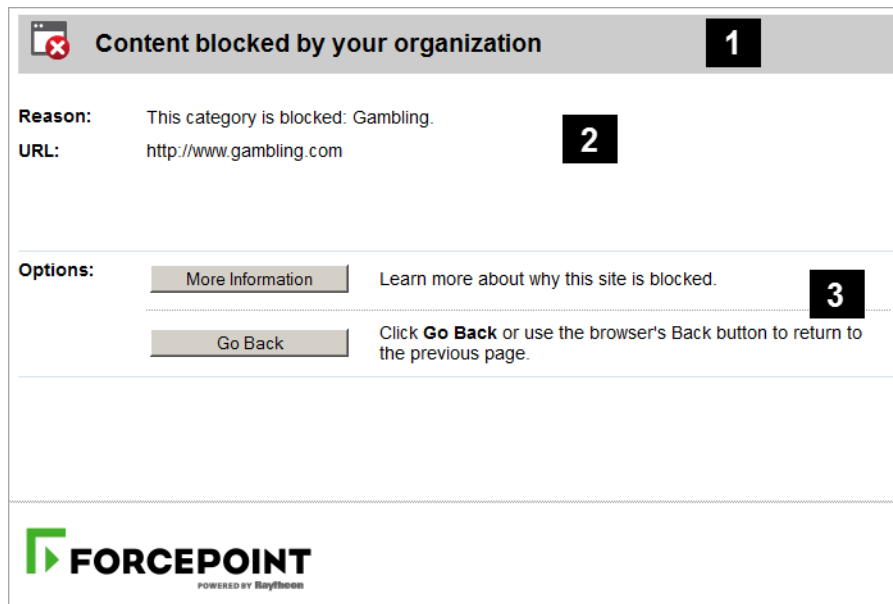 Content blocked by your organization
1
Reason: This category is blocked: Gambling.
URL: http://www.gambling.com
2
Options: More Information Learn more about why this site is blocked.
3
Go Back Click Go Back or use the browser's Back button to return to
the previous page.
FORCEPOINT
POWERED BY Raytheon